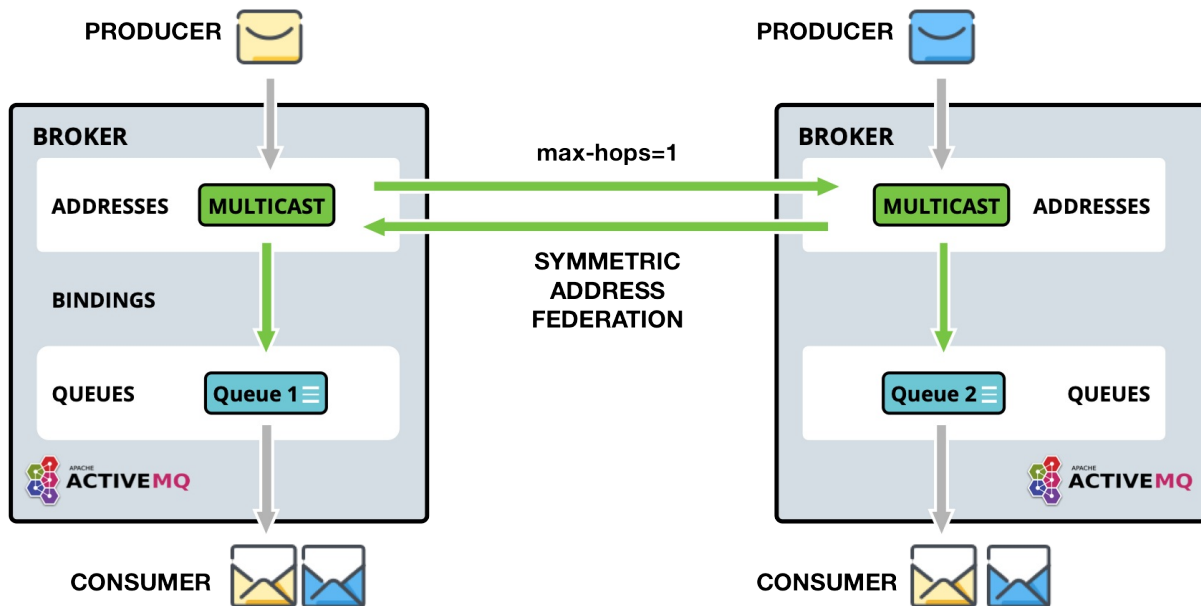 PRODUCER
PRODUCER
BROKER
BROKER
max-hops=1
ADDRESSES
MULTICAST
MULTICAST
ADDRESSES
SYMMETRIC
ADDRESS
FEDERATION
BINDINGS
QUEUES
Queue 1
Queue 2
QUEUES
APACHE
ACTIVEMQ
APACHE
ACTIVEMQ
CONSUMER
CONSUMER